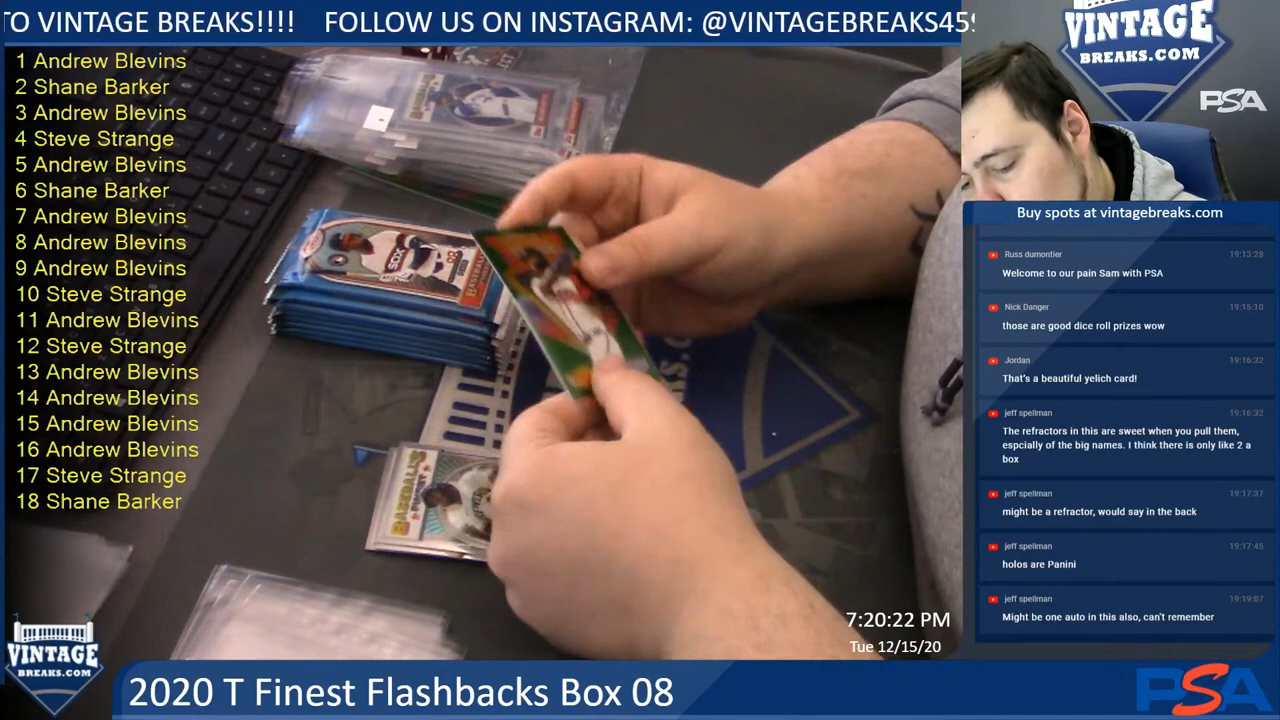 TO VINTAGE BREAKS!!!! FOLLOW US ON INSTAGRAM: @VINTAGEBREAKS459
1 Andrew Blevins
2 Shane Barker
3 Andrew Blevins
4 Steve Strange
5 Andrew Blevins
6 Shane Barker
7 Andrew Blevins
8 Andrew Blevins
9 Andrew Blevins
10 Steve Strange
11 Andrew Blevins
12 Steve Strange
13 Andrew Blevins
14 Andrew Blevins
15 Andrew Blevins
16 Andrew Blevins
17 Steve Strange
18 Shane Barker
BASEBALL
SOX
BASEBALL
BASEBALL
FINEST
VINTAGE
BREAKS.COM
PSA
Buy spots at vintagebreaks.com
Russ dumontier 19:13:28
Welcome to our pain Sam with PSA
Nick Danger 19:15:10
those are good dice roll prizes wow
Jordan 19:16:32
That's a beautiful yelich card!
jeff spellman 19:16:32
The refractors in this are sweet when you pull them,
espcially of the big names. I think there is only like 2 a
box
jeff spellman 19:17:37
might be a refractor, would say in the back
jeff spellman 19:17:45
holos are Panini
jeff spellman 19:19:07
Might be one auto in this also, can't remember
7:20:22 PM
Tue 12/15/20
VINTAGE
BREAKS.COM
2020 T Finest Flashbacks Box 08
PSA